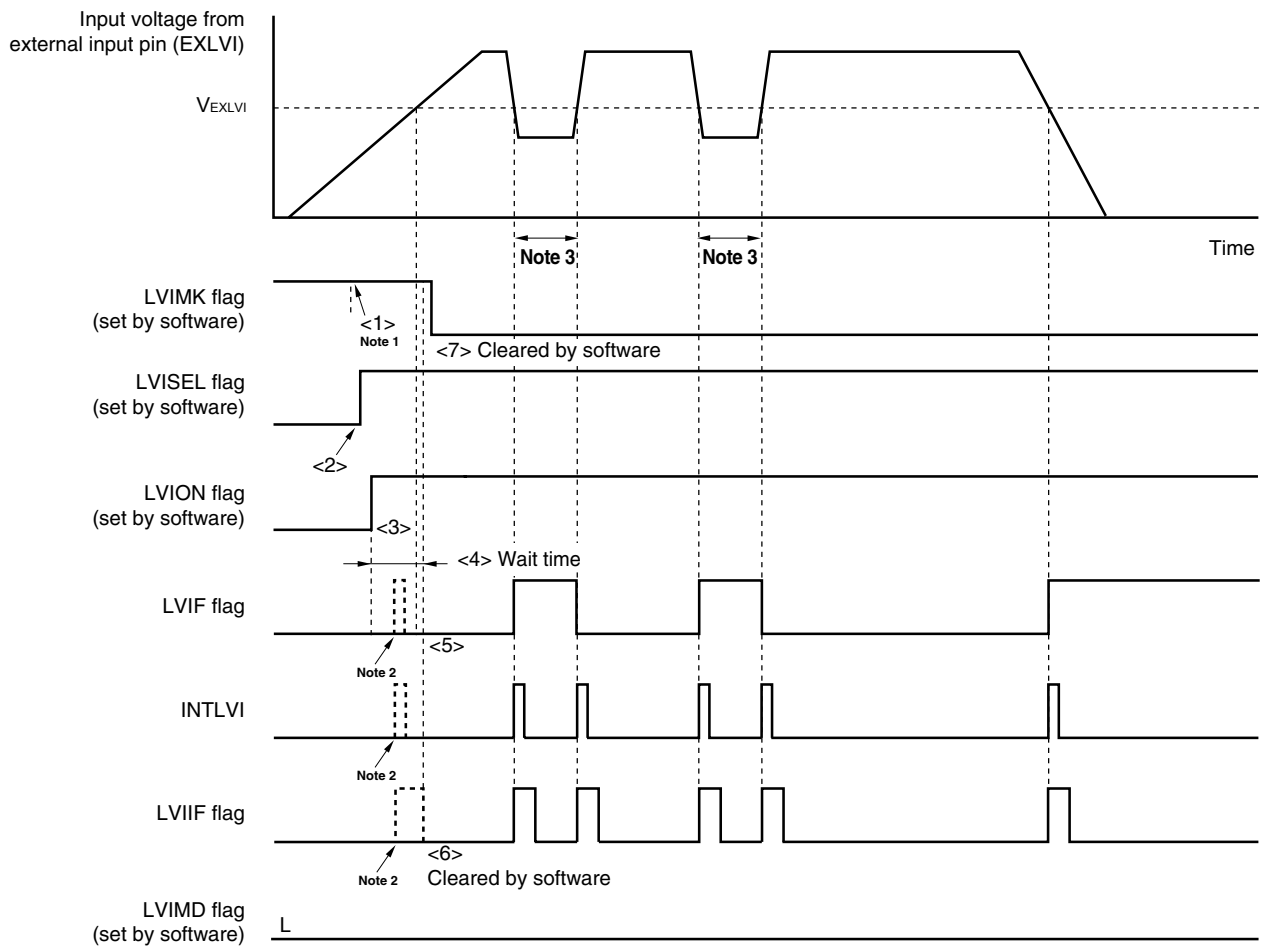 Input voltage from
external input pin (EXLVI)
VEXLVI
Time
Note 3
Note 3
LVIMK flag
(set by software)
<1>
Note 1
<7> Cleared by software
LVISEL flag
(set by software)
<2>
LVION flag
(set by software)
<3>
<4> Wait time
LVIF flag
<5>
Note 2
INTLVI
Note 2
LVIIF flag
<6>
Note 2
Cleared by software
LVIMD flag
(set by software)
L